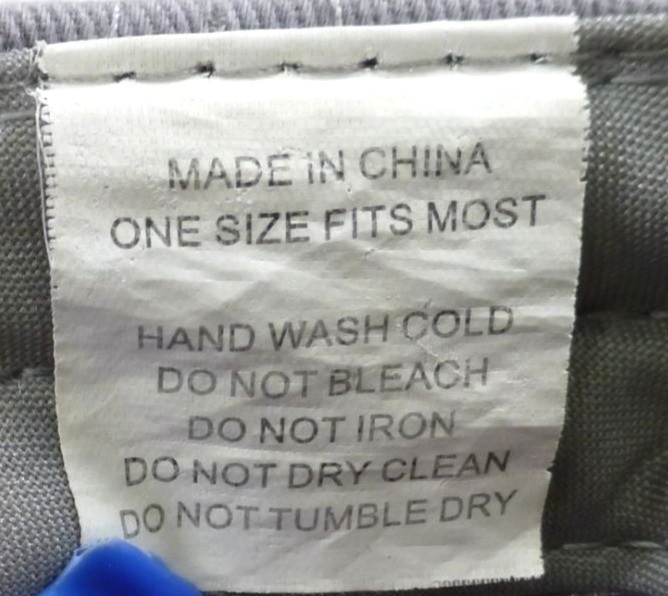 MADE IN CHINA
ONE SIZE FITS MOST
HAND WASH COLD
DO NOT BLEACH
DO NOT IRON
DO NOT DRY CLEAN
DO NOT TUMBLE DRY